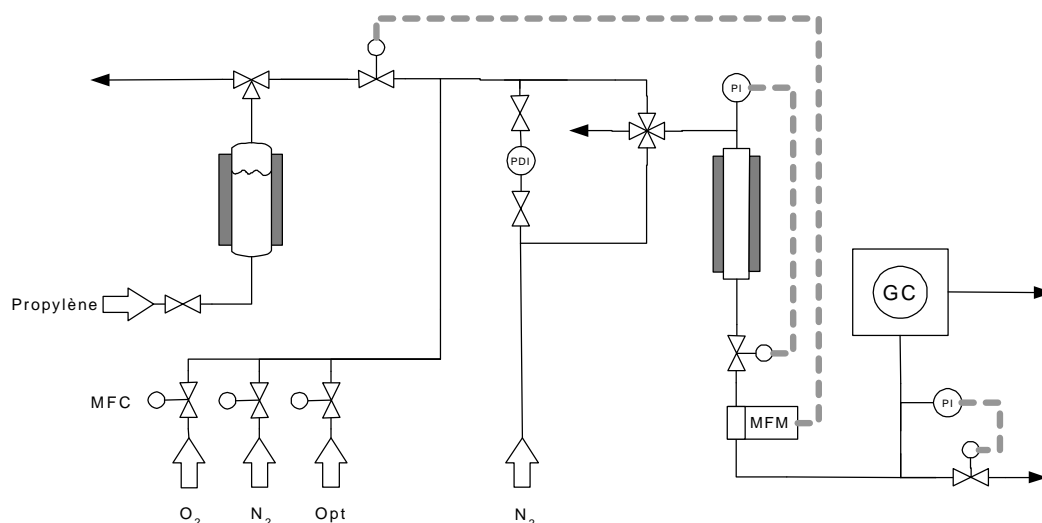 PI
PDI
GC
Propylène
MFC
PI
MFM
O₂
N₂
Opt
N₂